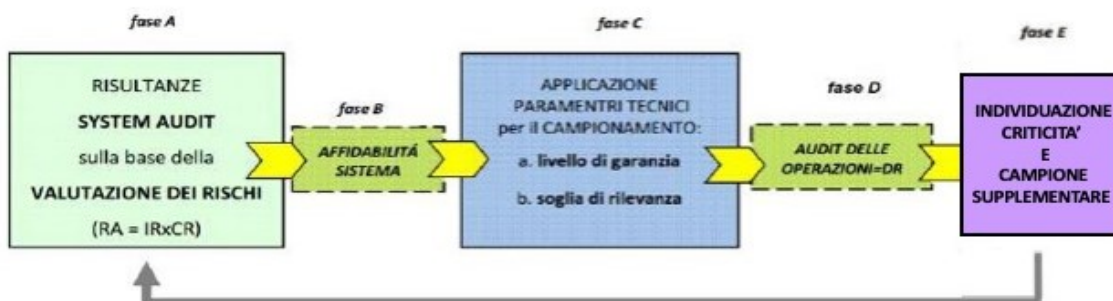 fase A
RISULTANZE
SYSTEM AUDIT
sulla base della
VALUTAZIONE DEI RISCHI
(RA = IRxCR)
fase B
AFFIDABILITÁ
SISTEMA
fase C
APPLICAZIONE
PARAMENTRI TECNICI
per il CAMPIONAMENTO:
a. livello di garanzia
b. soglia di rilevanza
fase D
AUDIT DELLE
OPERAZIONI=DR
fase E
INDIVIDUAZIONE
CRITICITA'
E
CAMPIONE
SUPPLEMENTARE